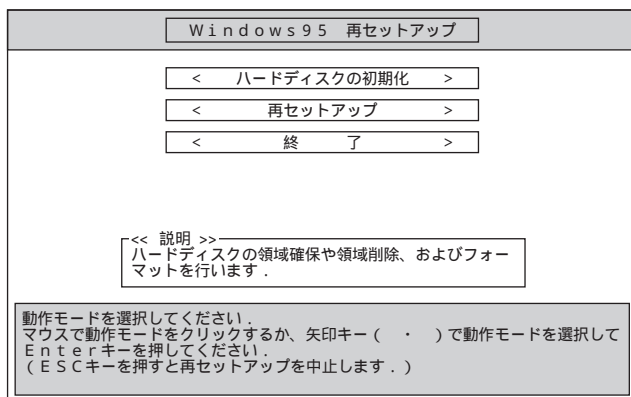 Ｗｉｎｄｏｗｓ９５　再セットアップ
<　ハードディスクの初期化　>
<　再セットアップ　>
<　終　了　>
<< 説明 >>
ハードディスクの領域確保や領域削除、およびフォー
マットを行います．
動作モードを選択してください．
マウスで動作モードをクリックするか、矢印キー（　・　）で動作モードを選択して
Ｅｎｔｅｒキーを押してください．
（ＥＳＣキーを押すと再セットアップを中止します．）